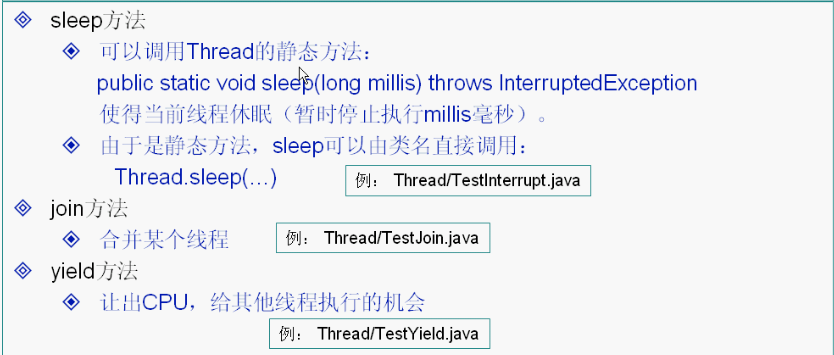 sleep方法
可以调用Thread的静态方法：
public static void sleep(long millis) throws InterruptedException
使得当前线程休眠（暂时停止执行millis毫秒）。
由于是静态方法，sleep可以由类名直接调用：
Thread.sleep(…)
例： Thread/TestInterrupt.java
join方法
合并某个线程
例： Thread/TestJoin.java
yield方法
让出CPU，给其他线程执行的机会
例： Thread/TestYield.java